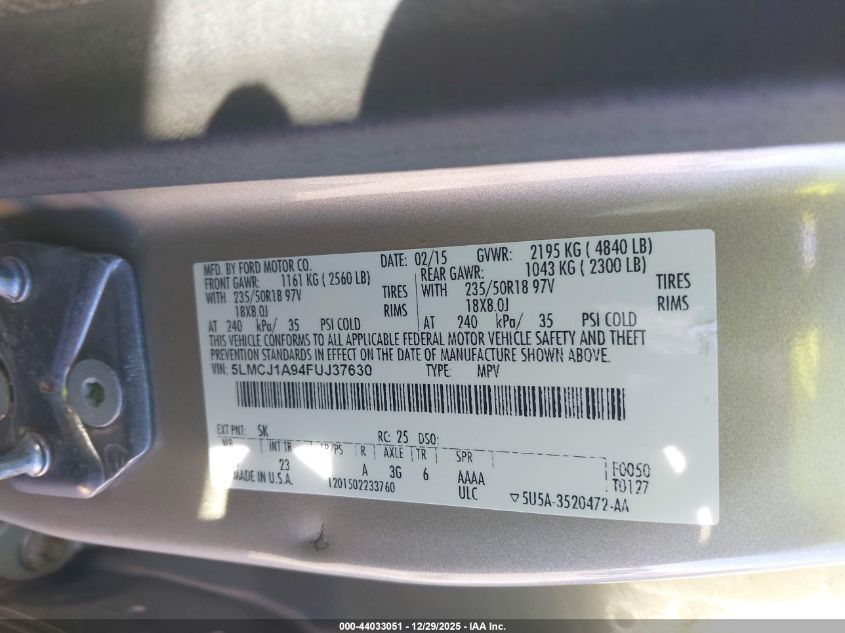 MFD. BY FORD MOTOR CO. DATE: 02/15 GVWR: 2195 KG ( 4840 LB)
FRONT GAWR: 1161 KG ( 2560 LB) REAR GAWR: 1043 KG ( 2300 LB)
WITH 235/50R18 97V TIRES WITH 235/50R18 97V TIRES
18X8.0J RIMS 18X8.0J RIMS
AT 240 kPa/ 35 PSI COLD AT 240 kPa/ 35 PSI COLD
THIS VEHICLE CONFORMS TO ALL APPLICABLE FEDERAL MOTOR VEHICLE SAFETY AND THEFT
PREVENTION STANDARDS IN EFFECT ON THE DATE OF MANUFACTURE SHOWN ABOVE.
VIN: 5LMCJ1A94FUJ37630 TYPE: MPV
EXT PNT: SK RC: 25 DSO:
WB INT TR TP/PS R AXLE TR SPR
23 A 3G 6 AAAA F0050
MADE IN U.S.A. 1201502233760 ULC T0127
▽5U5A-3520472-AA
000-44033051 - 12/29/2025 - IAA Inc.